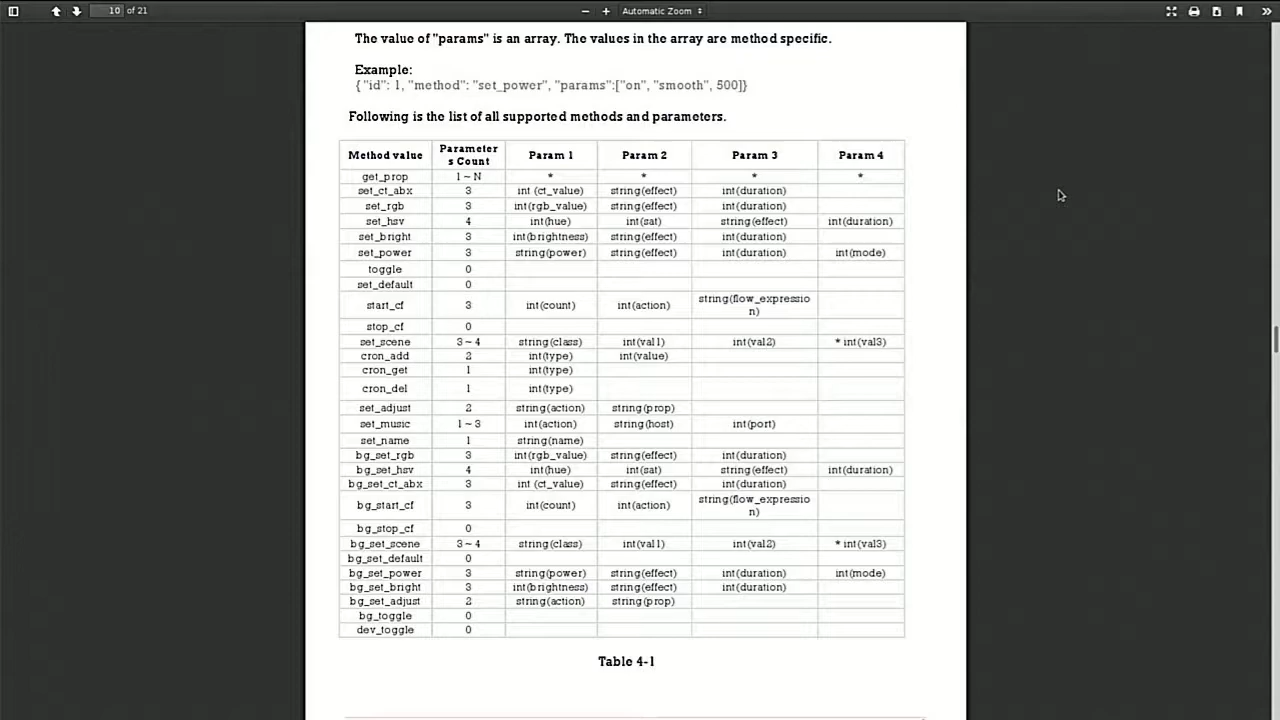 10 of 21
Automatic Zoom
The value of "params" is an array. The values in the array are method specific.
Example:
{ "id": 1, "method": "set_power", "params":["on", "smooth", 500]}
Following is the list of all supported methods and parameters.
Method value Parameter s Count Param 1 Param 2 Param 3 Param 4
get_prop 1 ~ N * * * *
set_ct_abx 3 int (ct_value) string(effect) int(duration)
set_rgb 3 int(rgb_value) string(effect) int(duration)
set_hsv 4 int(hue) int(sat) string(effect) int(duration)
set_bright 3 int(brightness) string(effect) int(duration)
set_power 3 string(power) string(effect) int(duration) int(mode)
toggle 0
set_default 0
start_cf 3 int(count) int(action) string(flow_expressio n)
stop_cf 0
set_scene 3 ~ 4 string(class) int(val1) int(val2) * int(val3)
cron_add 2 int(type) int(value)
cron_get 1 int(type)
cron_del 1 int(type)
set_adjust 2 string(action) string(prop)
set_music 1 ~ 3 int(action) string(host) int(port)
set_name 1 string(name)
bg_set_rgb 3 int(rgb_value) string(effect) int(duration)
bg_set_hsv 4 int(hue) int(sat) string(effect) int(duration)
bg_set_ct_abx 3 int (ct_value) string(effect) int(duration)
bg_start_cf 3 int(count) int(action) string(flow_expressio n)
bg_stop_cf 0
bg_set_scene 3 ~ 4 string(class) int(val1) int(val2) * int(val3)
bg_set_default 0
bg_set_power 3 string(power) string(effect) int(duration) int(mode)
bg_set_bright 3 int(brightness) string(effect) int(duration)
bg_set_adjust 2 string(action) string(prop)
bg_toggle 0
dev_toggle 0
Table 4-1